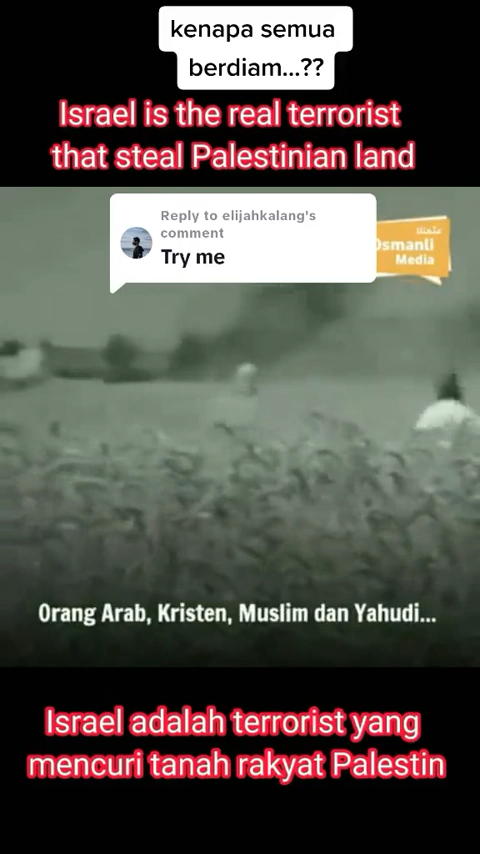 kenapa semua
berdiam...??
Israel is the real terrorist
that steal Palestinian land
Reply to elijahkalang's
comment
Try me
عثمنلى
Osmanli
Media
Orang Arab, Kristen, Muslim dan Yahudi...
Israel adalah terrorist yang
mencuri tanah rakyat Palestin